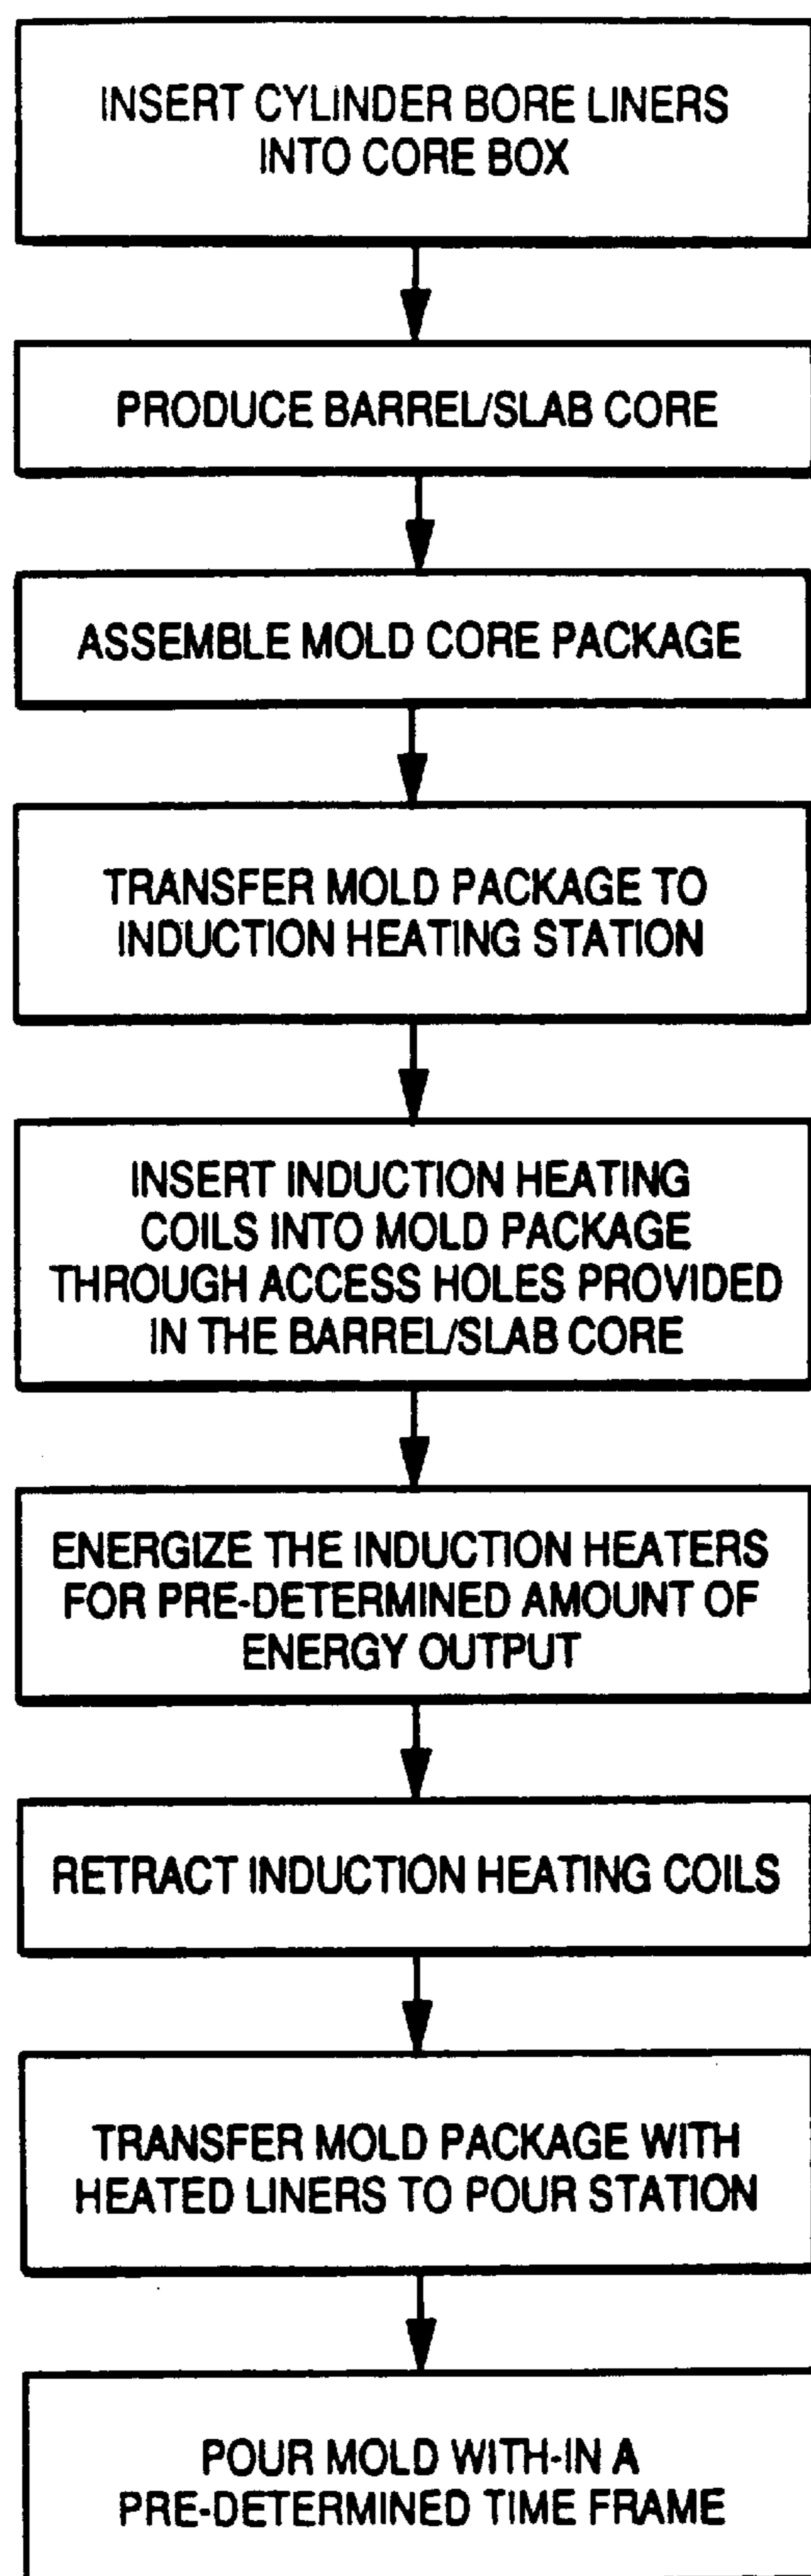 INSERT CYLINDER BORE LINERS
INTO CORE BOX
PRODUCE BARREL/SLAB CORE
ASSEMBLE MOLD CORE PACKAGE
TRANSFER MOLD PACKAGE TO
INDUCTION HEATING STATION
INSERT INDUCTION HEATING
COILS INTO MOLD PACKAGE
THROUGH ACCESS HOLES PROVIDED
IN THE BARREL/SLAB CORE
ENERGIZE THE INDUCTION HEATERS
FOR PRE-DETERMINED AMOUNT OF
ENERGY OUTPUT
RETRACT INDUCTION HEATING COILS
TRANSFER MOLD PACKAGE WITH
HEATED LINERS TO POUR STATION
POUR MOLD WITH-IN A
PRE-DETERMINED TIME FRAME